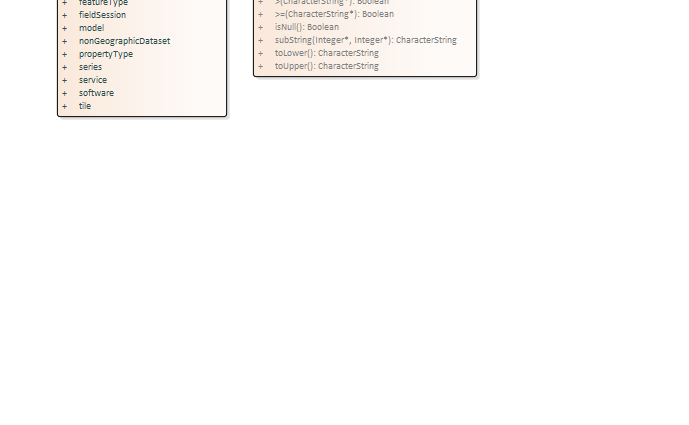 + featureType
+ fieldSession
+ model
+ nonGeographicDataset
+ propertyType
+ series
+ service
+ software
+ tile
+ >(CharacterString*): Boolean
+ >=(CharacterString*): Boolean
+ isNull(): Boolean
+ subString(Integer*, Integer*): CharacterString
+ toLower(): CharacterString
+ toUpper(): CharacterString